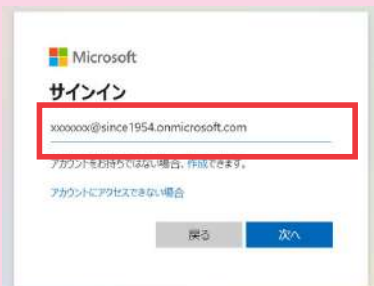 Microsoft
サインイン
xxxxxxx@since1954.onmicrosoft.com
アカウントをお持ちではない場合、作成できます。
アカウントにアクセスできない場合
戻る
次へ